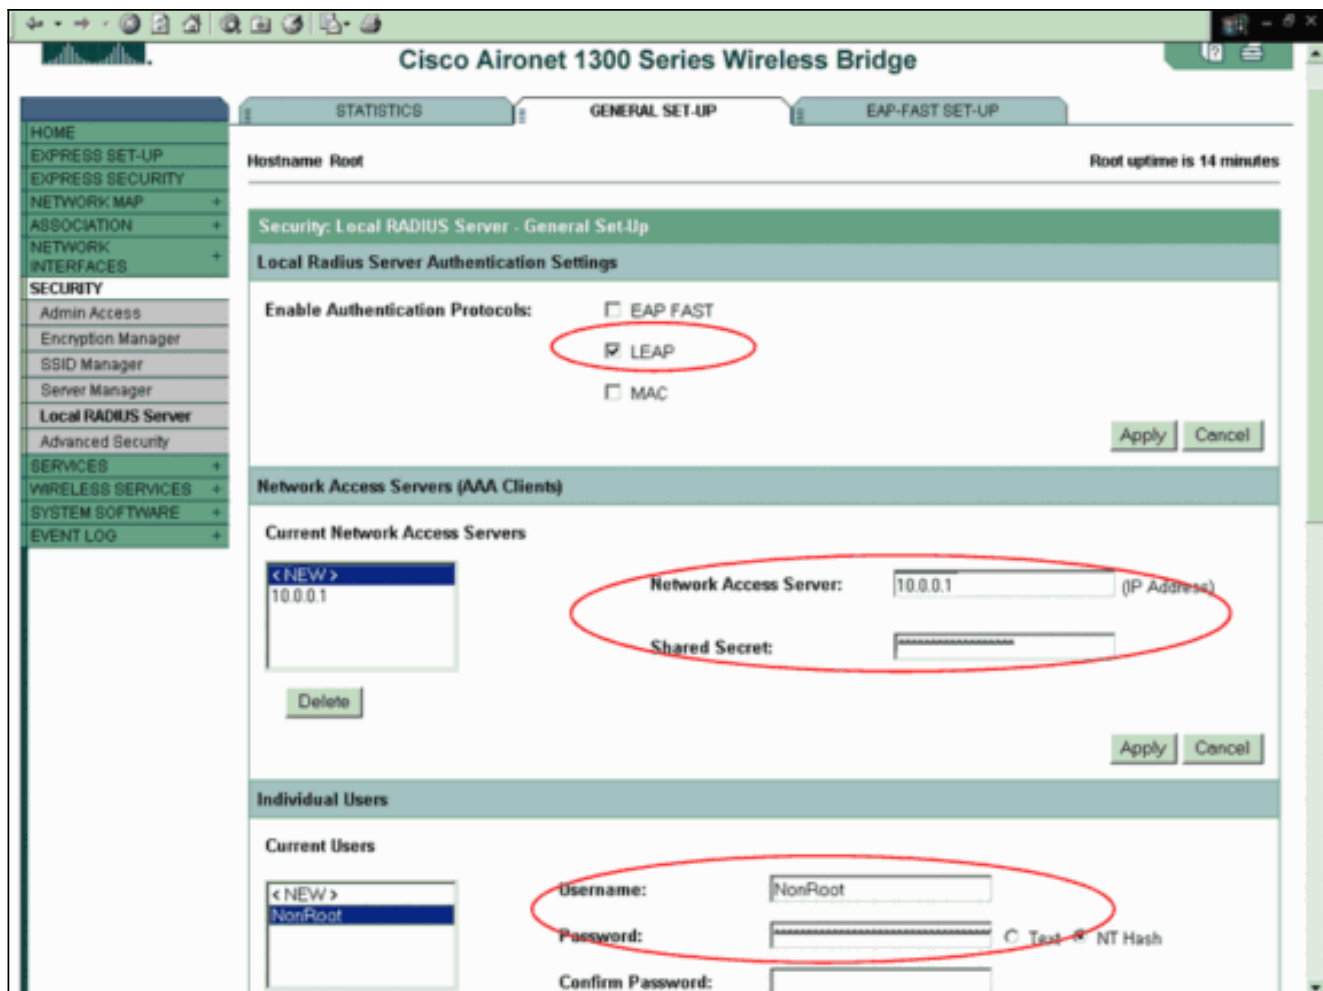 Cisco Aironet 1300 Series Wireless Bridge
STATISTICS
GENERAL SET-UP
EAP-FAST SET-UP
HOME
EXPRESS SET-UP
EXPRESS SECURITY
NETWORK MAP +
ASSOCIATION +
NETWORK
INTERFACES +
SECURITY
Admin Access
Encryption Manager
SSID Manager
Server Manager
Local RADIUS Server
Advanced Security
SERVICES +
WIRELESS SERVICES +
SYSTEM SOFTWARE +
EVENT LOG +
Hostname Root
Root uptime is 14 minutes
Security: Local RADIUS Server - General Set-Up
Local Radius Server Authentication Settings
Enable Authentication Protocols:
EAP FAST
LEAP
MAC
Apply
Cancel
Network Access Servers (AAA Clients)
Current Network Access Servers
<NEW>
10.0.0.1
Network Access Server:
10.0.0.1
(IP Address)
Shared Secret:
Delete
Apply
Cancel
Individual Users
Current Users
<NEW>
NonRoot
Username:
NonRoot
Password:
Text
NT Hash
Confirm Password: